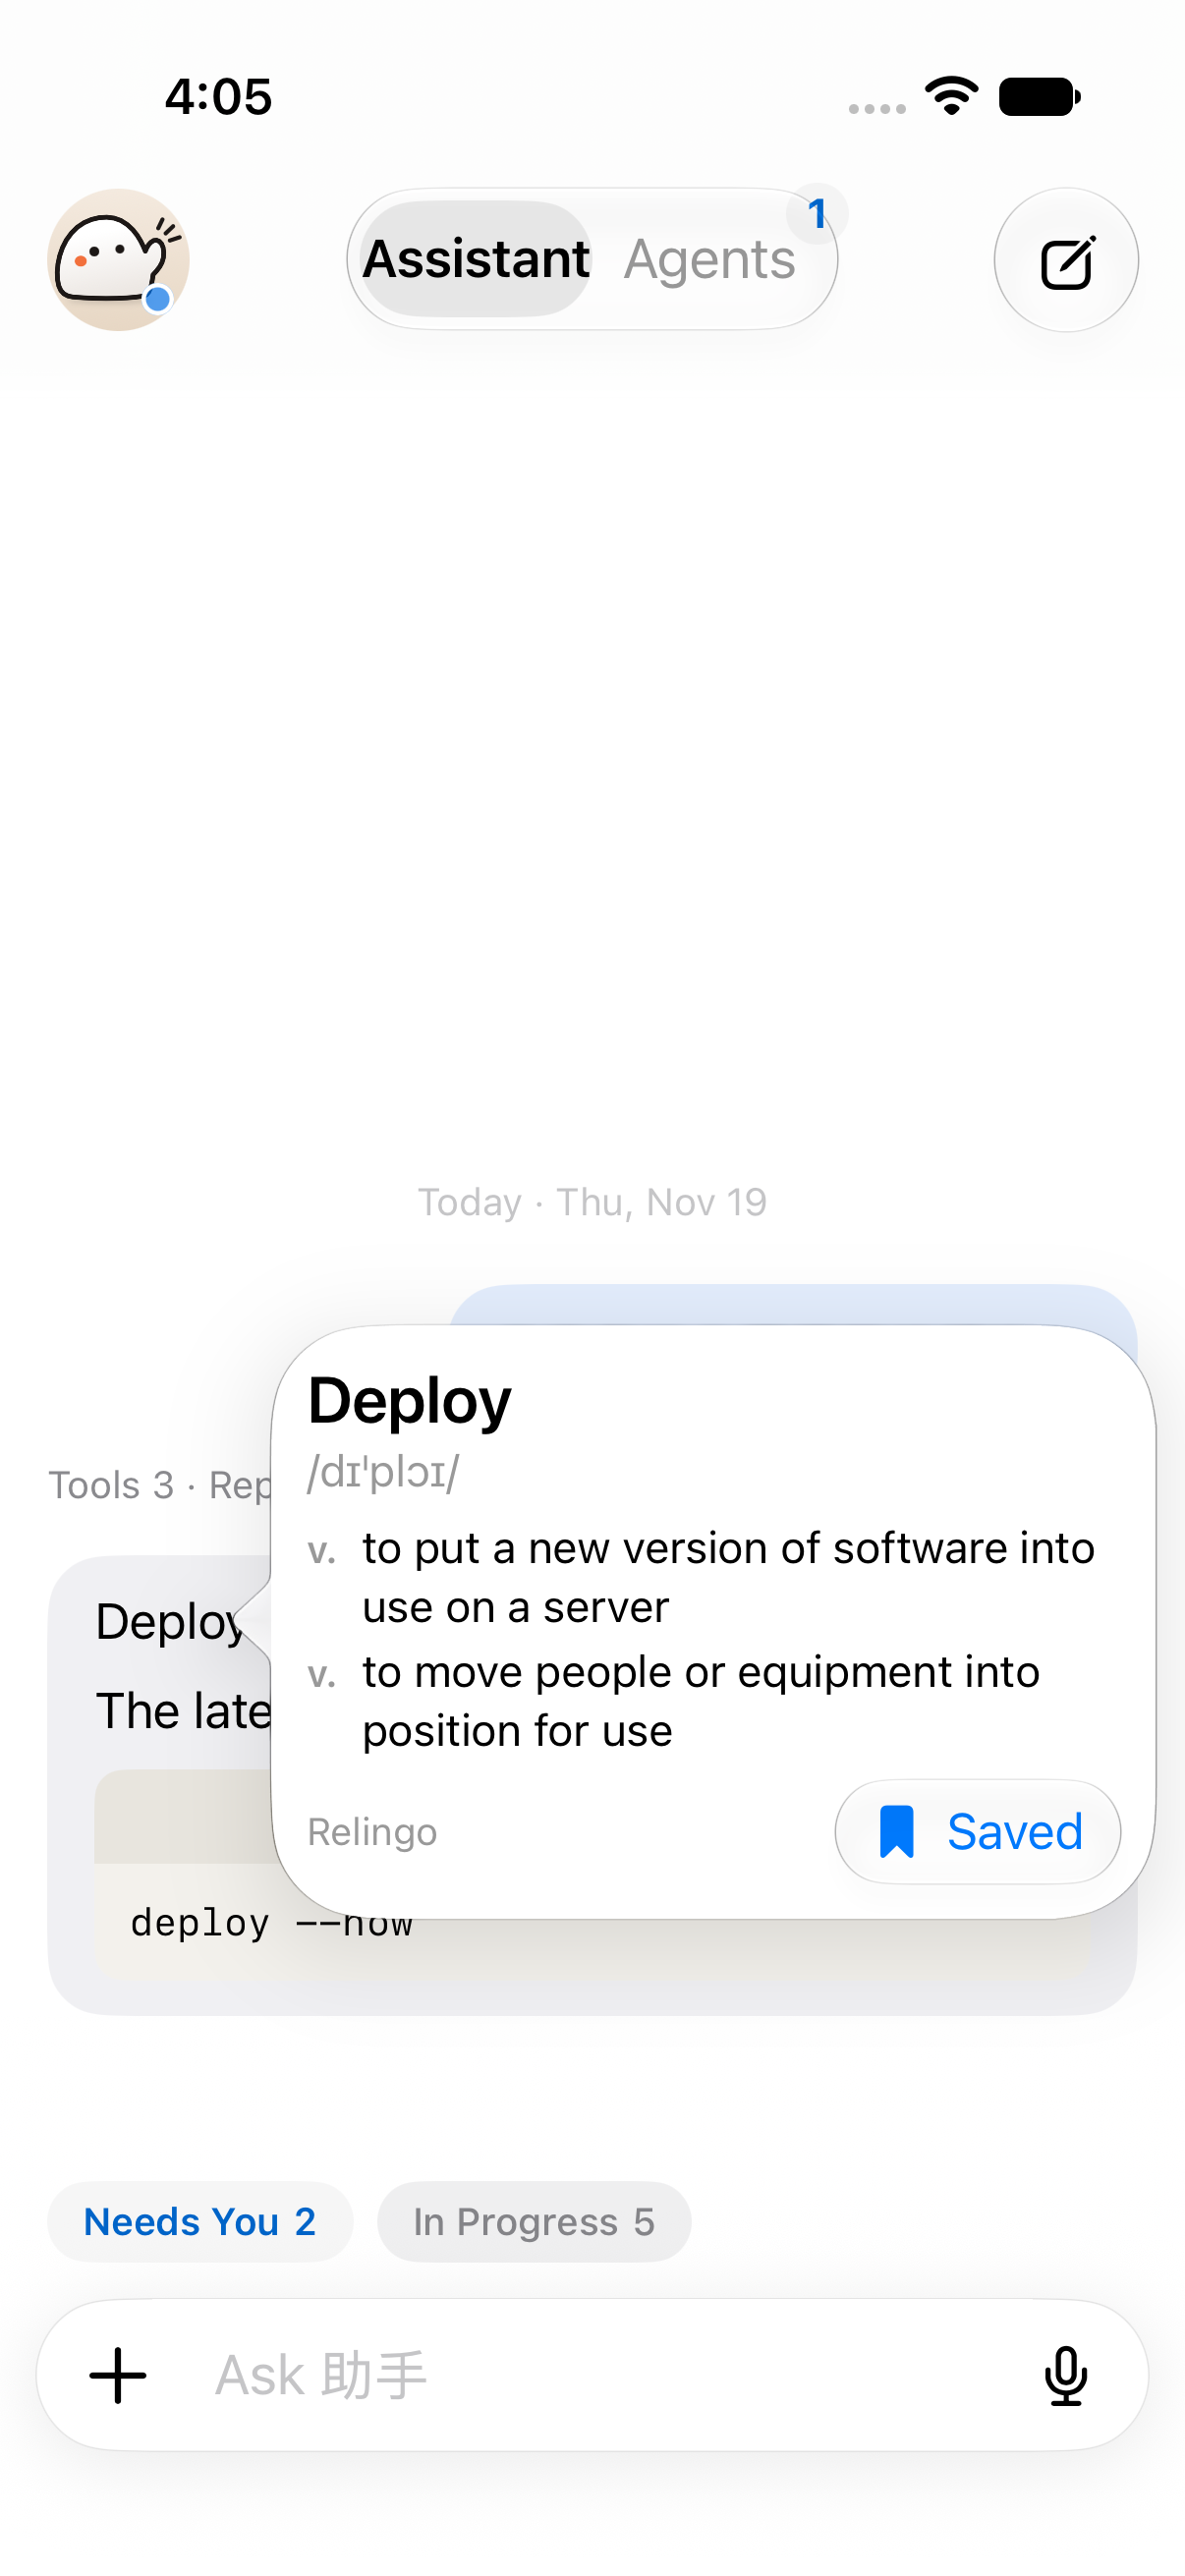 4:05
Assistant
Agents
1
Today · Thu, Nov 19
Deploy
/dɪˈplɔɪ/
Tools 3 ·
v. to put a new version of software into
use on a server
Deploy
v. to move people or equipment into
position for use
The
Relingo
Saved
deploy --now
Needs You 2
In Progress 5
Ask 助手